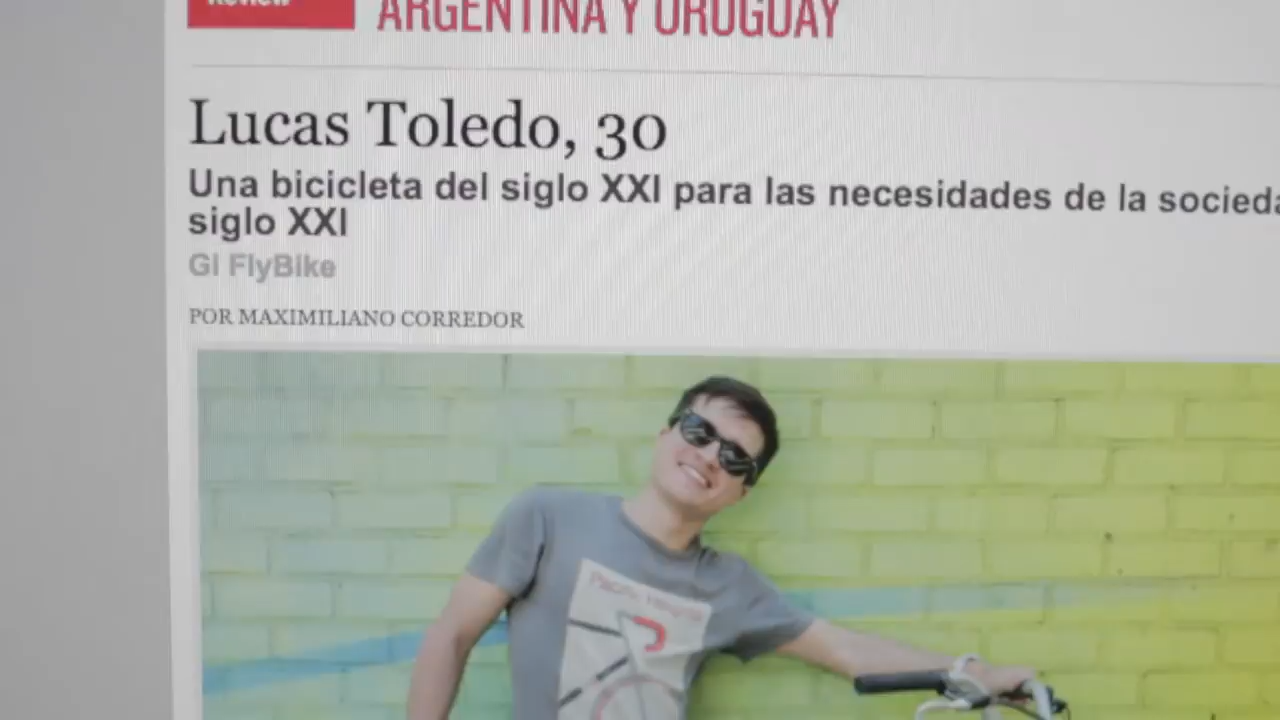 Review
ARGENTINA Y URUGUAY
Lucas Toledo, 30
Una bicicleta del siglo XXI para las necesidades de la socieda
siglo XXI
GI FlyBike
POR MAXIMILIANO CORREDOR